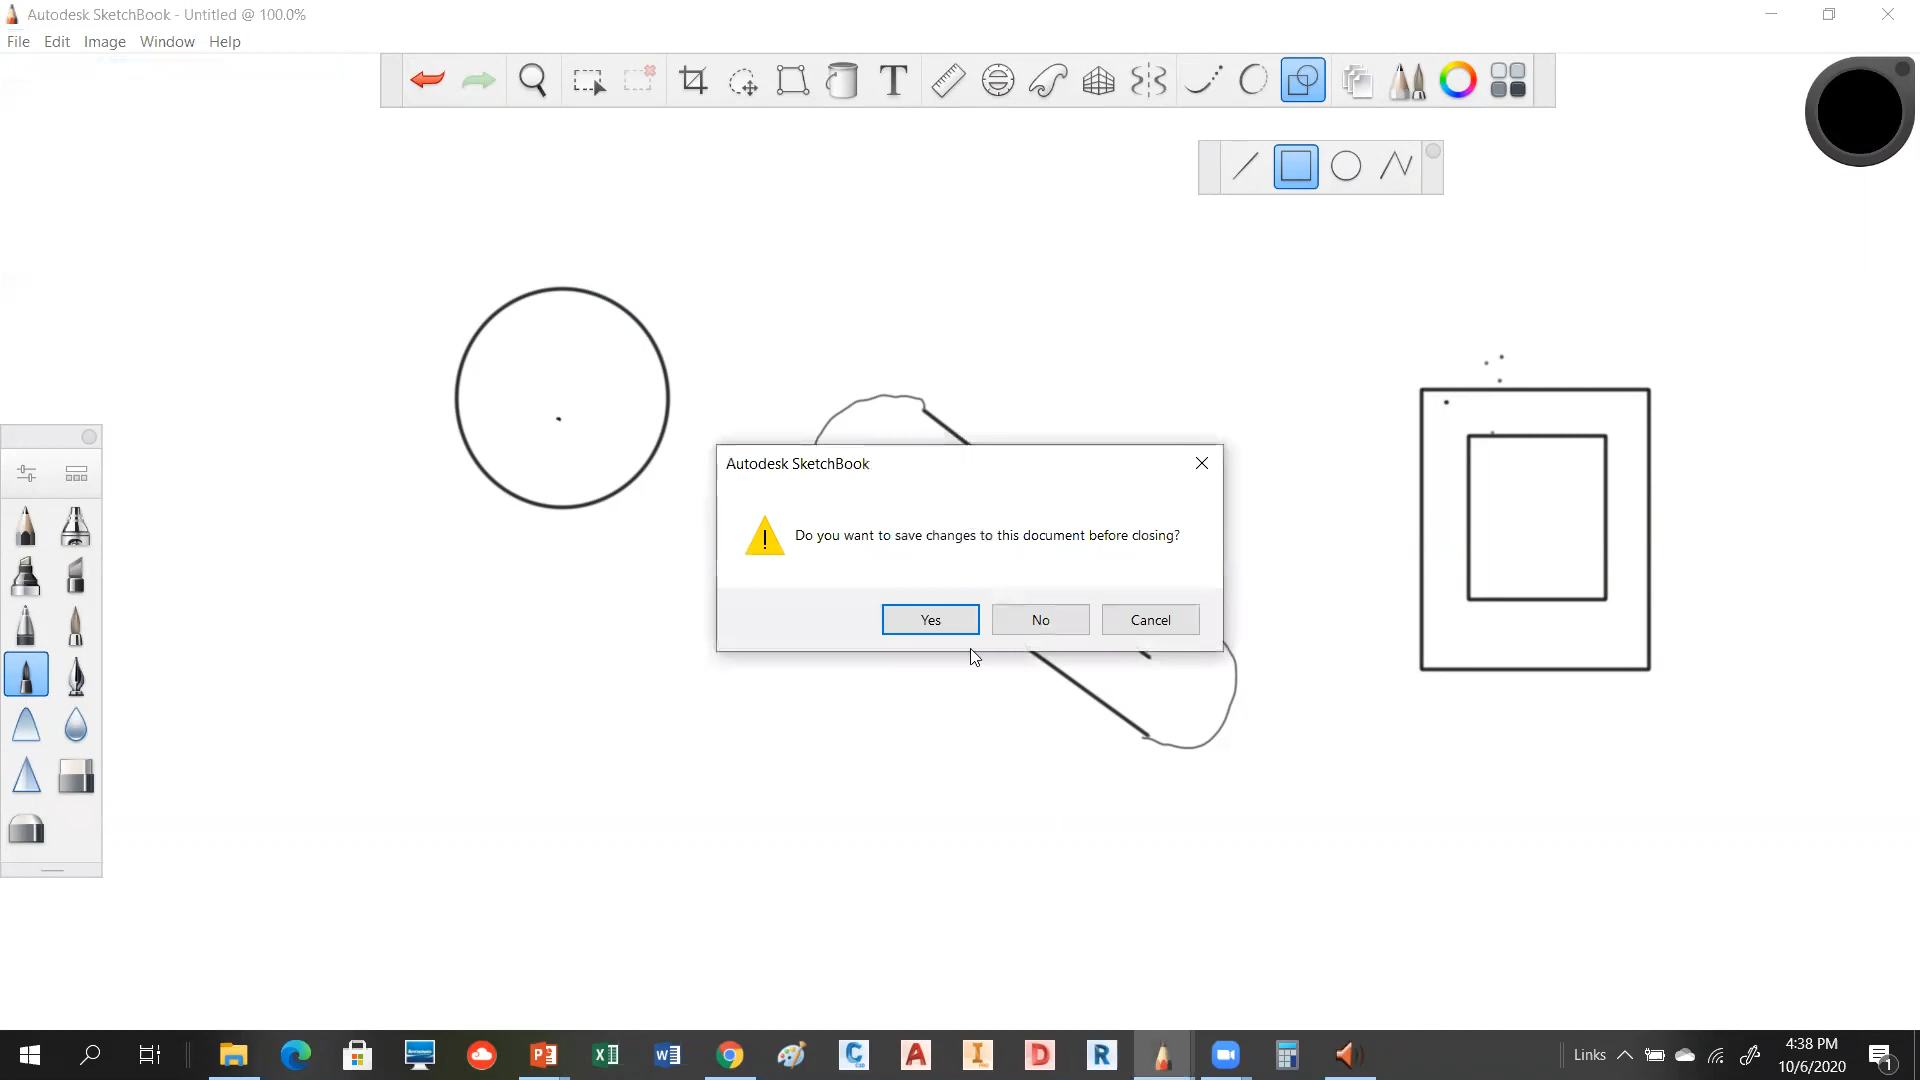 Autodesk SketchBook - Untitled @ 100.0%
File Edit Image Window Help
T
Autodesk SketchBook
Do you want to save changes to this document before closing?
Yes No Cancel
Links
4:38 PM
10/6/2020
1